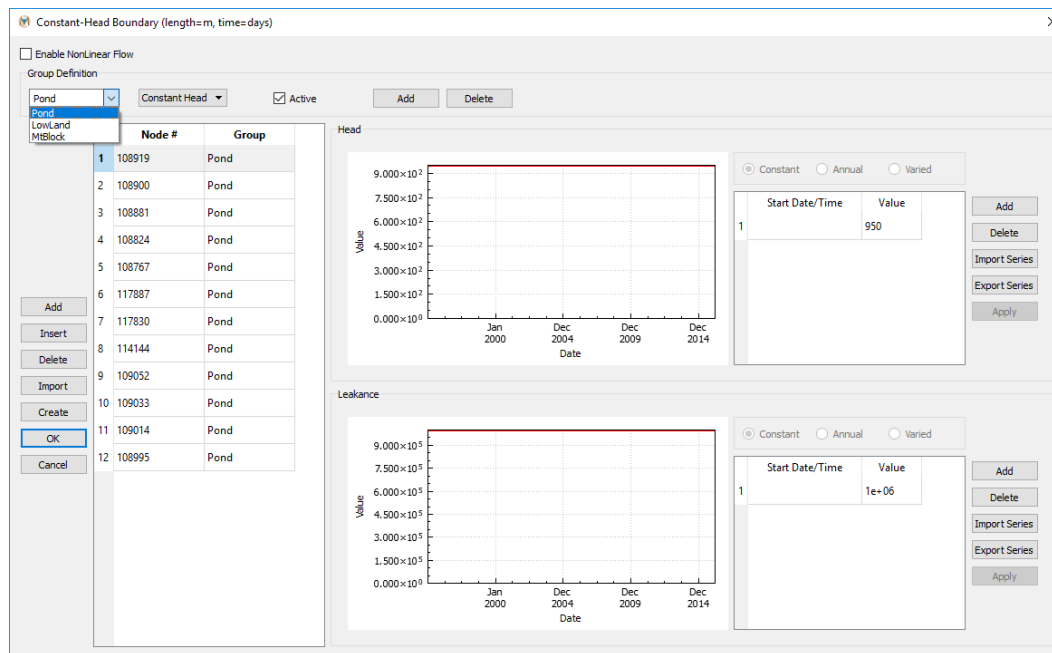 Constant-Head Boundary (length=m, time=days)
Enable NonLinear Flow
Group Definition
Pond Constant Head Active Add Delete
Pond
LowLand
MtBlock
Node # Group
1 108919 Pond
2 108900 Pond
3 108881 Pond
4 108824 Pond
5 108767 Pond
6 117887 Pond
7 117830 Pond
8 114144 Pond
9 109052 Pond
10 109033 Pond
11 109014 Pond
12 108995 Pond
Add
Insert
Delete
Import
Create
OK
Cancel
Head
Value
9.000×10²
7.500×10²
6.000×10²
4.500×10²
3.000×10²
1.500×10²
0.000×10⁰
Jan Dec Dec Dec
2000 2004 2009 2014
Date
Constant Annual Varied
Start Date/Time Value
1 950
Add
Delete
Import Series
Export Series
Apply
Leakance
Value
9.000×10⁵
7.500×10⁵
6.000×10⁵
4.500×10⁵
3.000×10⁵
1.500×10⁵
0.000×10⁰
Jan Dec Dec Dec
2000 2004 2009 2014
Date
Constant Annual Varied
Start Date/Time Value
1 1e+06
Add
Delete
Import Series
Export Series
Apply